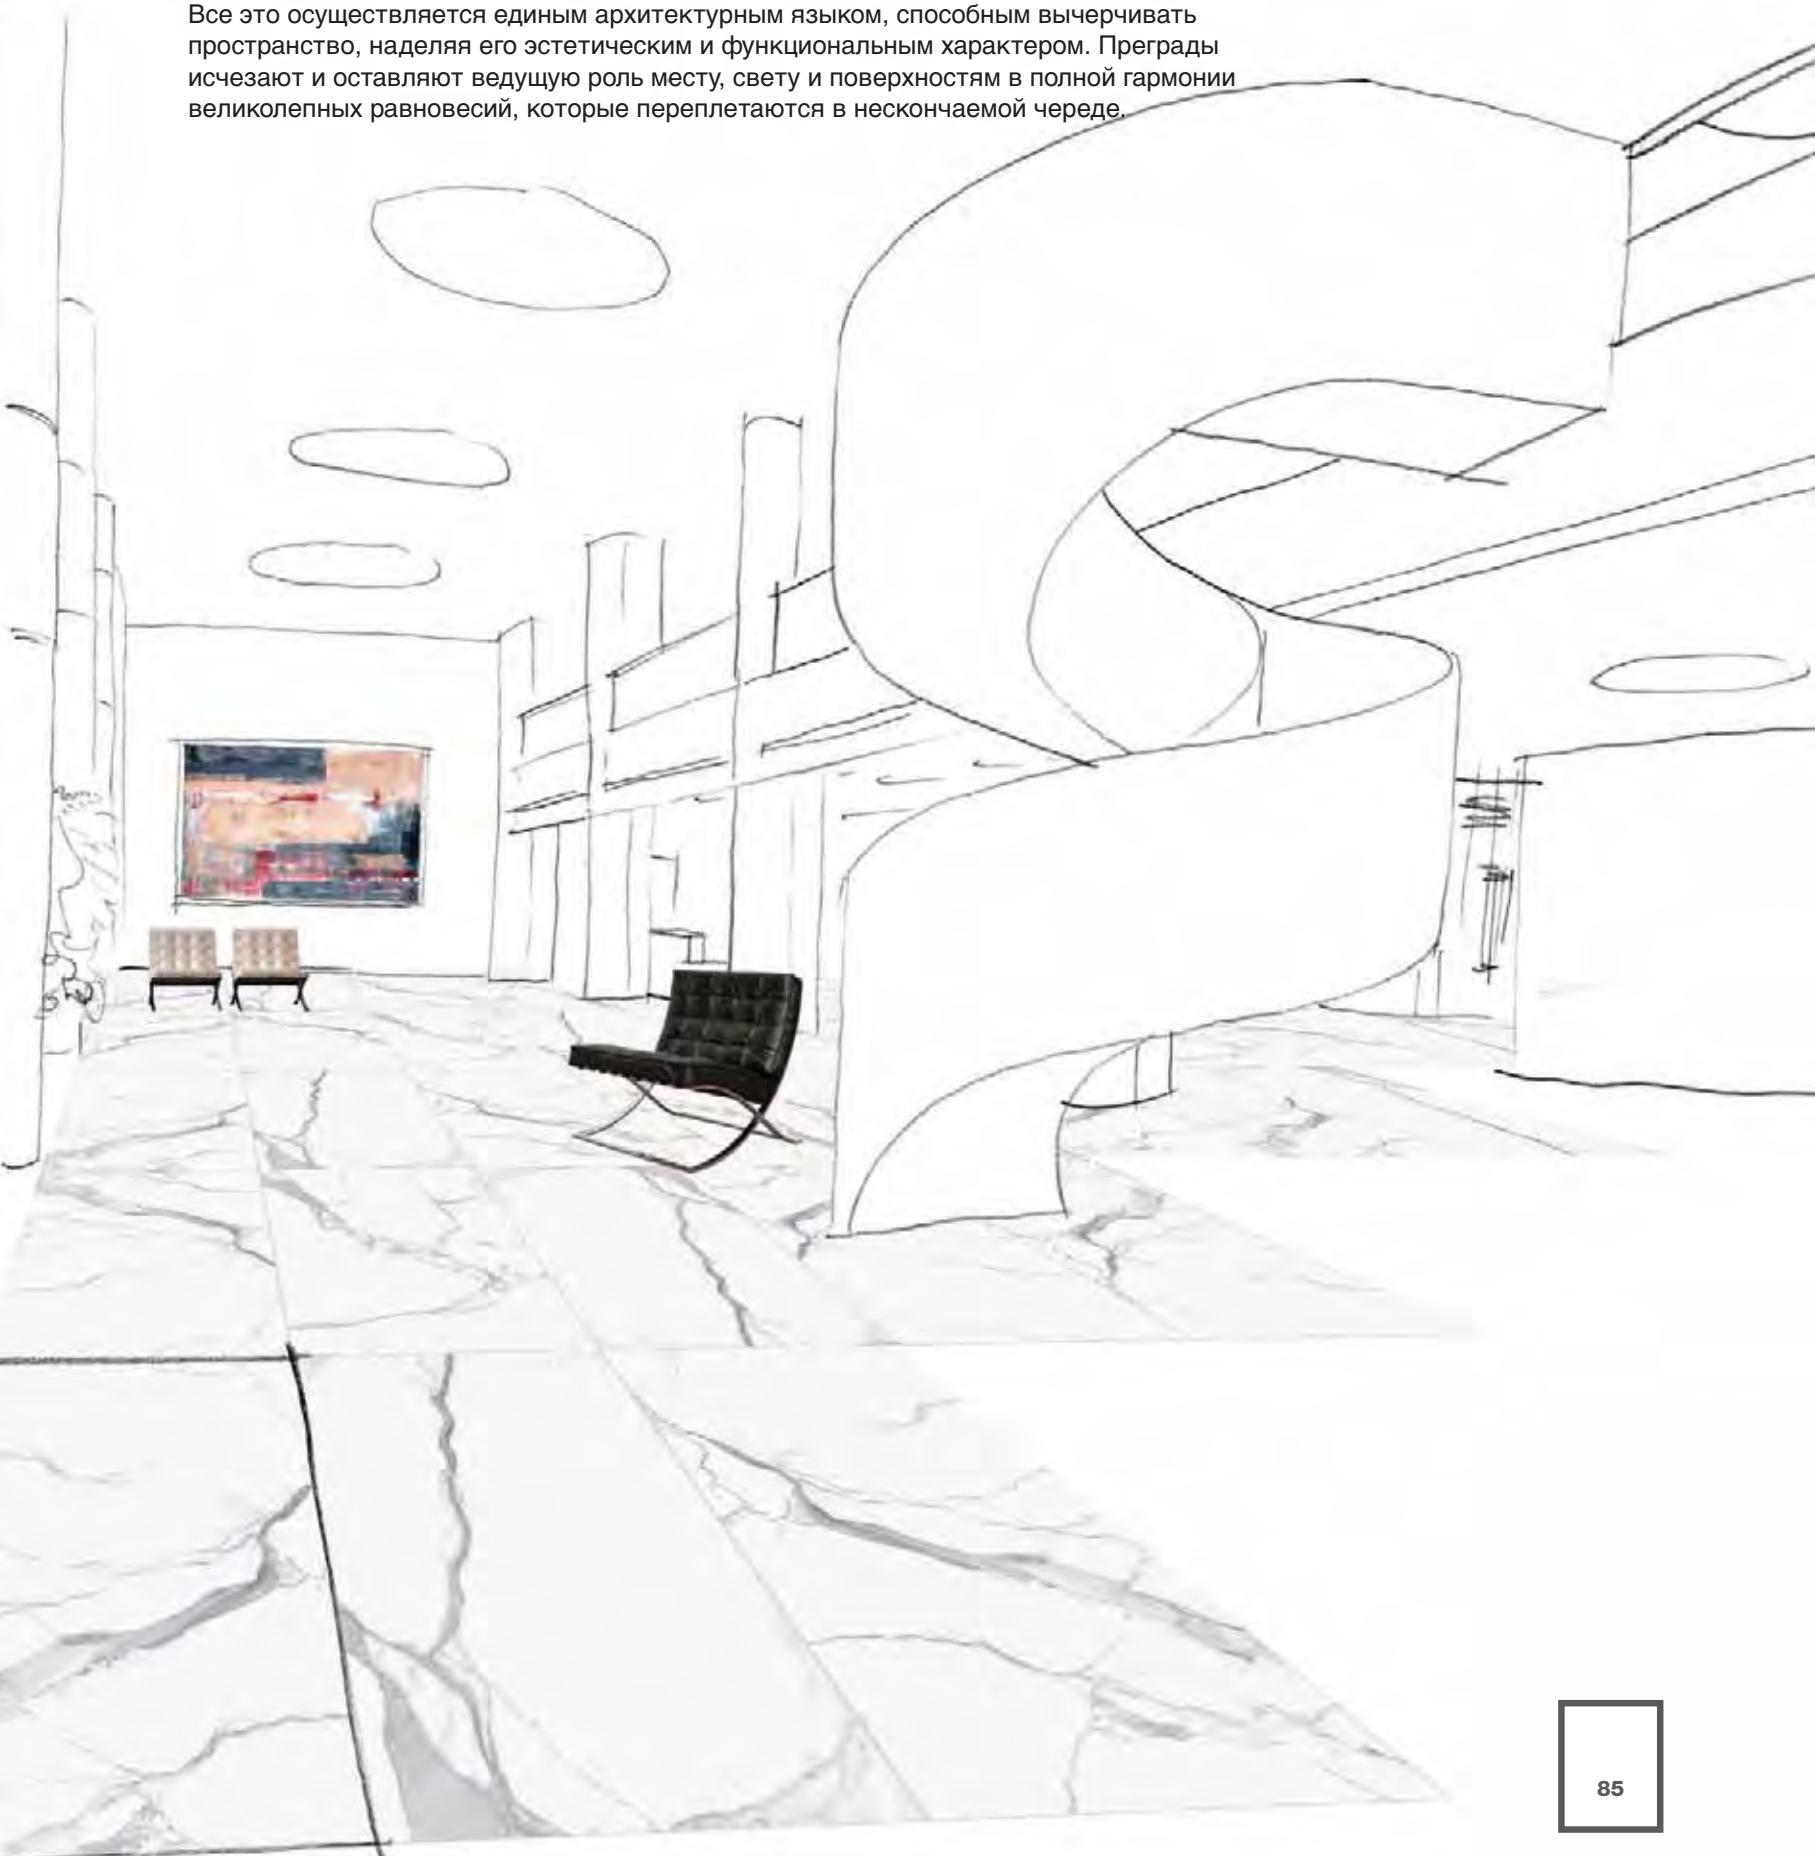 Все это осуществляется единым архитектурным языком, способным вычерчивать
пространство, наделяя его эстетическим и функциональным характером. Преграды
исчезают и оставляют ведущую роль месту, свету и поверхностям в полной гармонии
великолепных равновесий, которые переплетаются в нескончаемой череде.
85